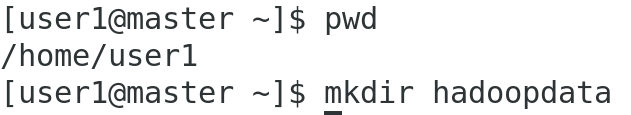 [user1@master ~]$ pwd
/home/user1
[user1@master ~]$ mkdir hadoopdata